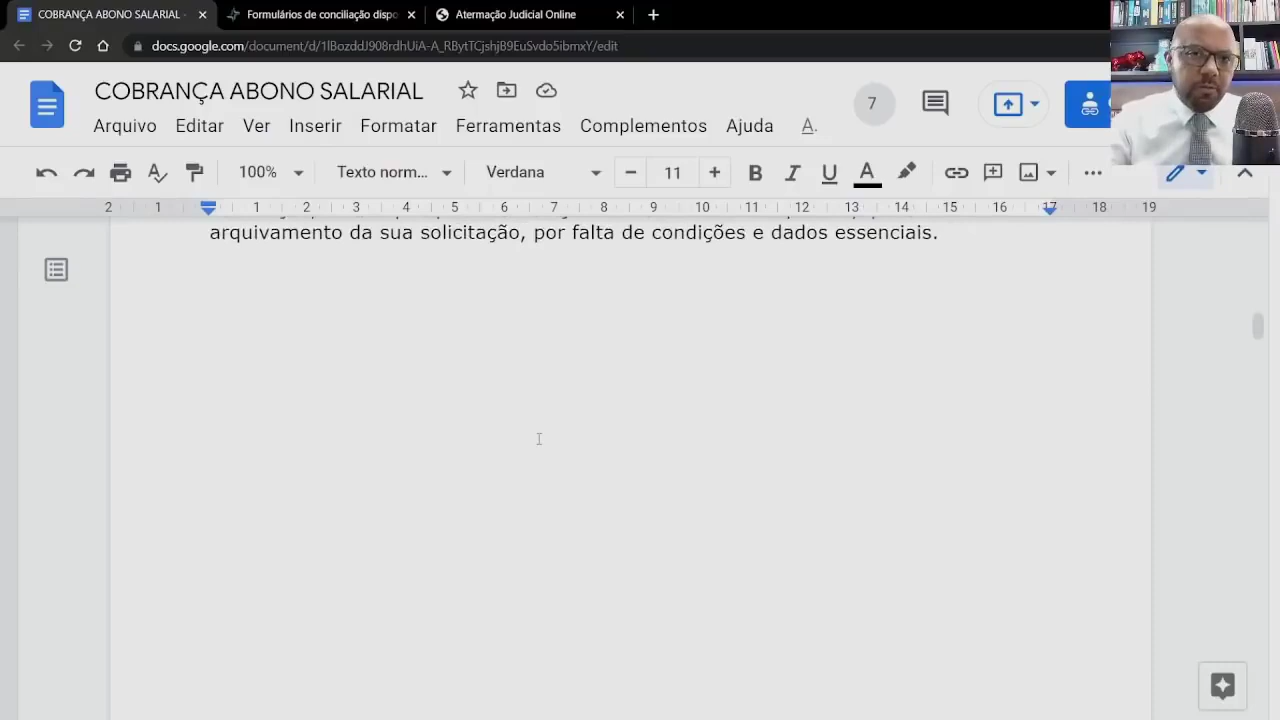 COBRANÇA ABONO SALARIAL
Formulários de conciliação dispo
Atermação Judicial Online
docs.google.com/document/d/1lBozddJ908rdhUiA-A_RBytTCjshjB9EuSvdo5ibmxY/edit
COBRANÇA ABONO SALARIAL
7
Arquivo Editar Ver Inserir Formatar Ferramentas Complementos Ajuda A.
100% Texto norm... Verdana 11 B I U A
2 1 1 2 3 4 5 6 7 8 9 10 11 12 13 14 15 16 17 18 19
arquivamento da sua solicitação, por falta de condições e dados essenciais.